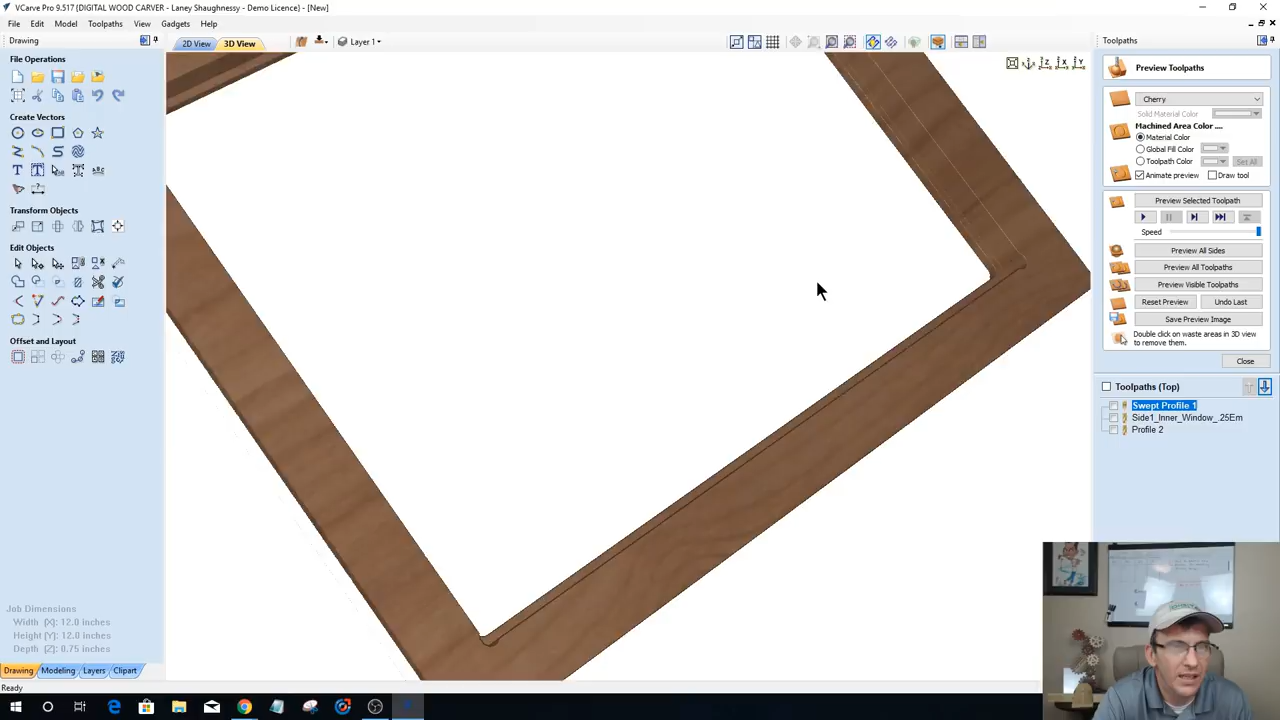 VCarve Pro 9.517 (DIGITAL WOOD CARVER - Laney Shaughnessy - Demo Licence) - [New]
File Edit Model Toolpaths View Gadgets Help
Drawing
2D View 3D View
Layer 1
Toolpaths
File Operations
Create Vectors
Transform Objects
Edit Objects
Offset and Layout
Job Dimensions
Width (X): 12.0 inches
Height (Y): 12.0 inches
Depth (Z): 0.75 inches
Drawing Modeling Layers Clipart
Ready
Preview Toolpaths
Cherry
Solid Material Color
Machined Area Color ....
Material Color
Global Fill Color
Toolpath Color Set All
Animate preview Draw tool
Preview Selected Toolpath
Speed
Preview All Sides
Preview All Toolpaths
Preview Visible Toolpaths
Reset Preview Undo Last
Save Preview Image
Double click on waste areas in 3D view
to remove them.
Close
Toolpaths (Top)
Swept Profile 1
Side1_Inner_Window_.25Em
Profile 2